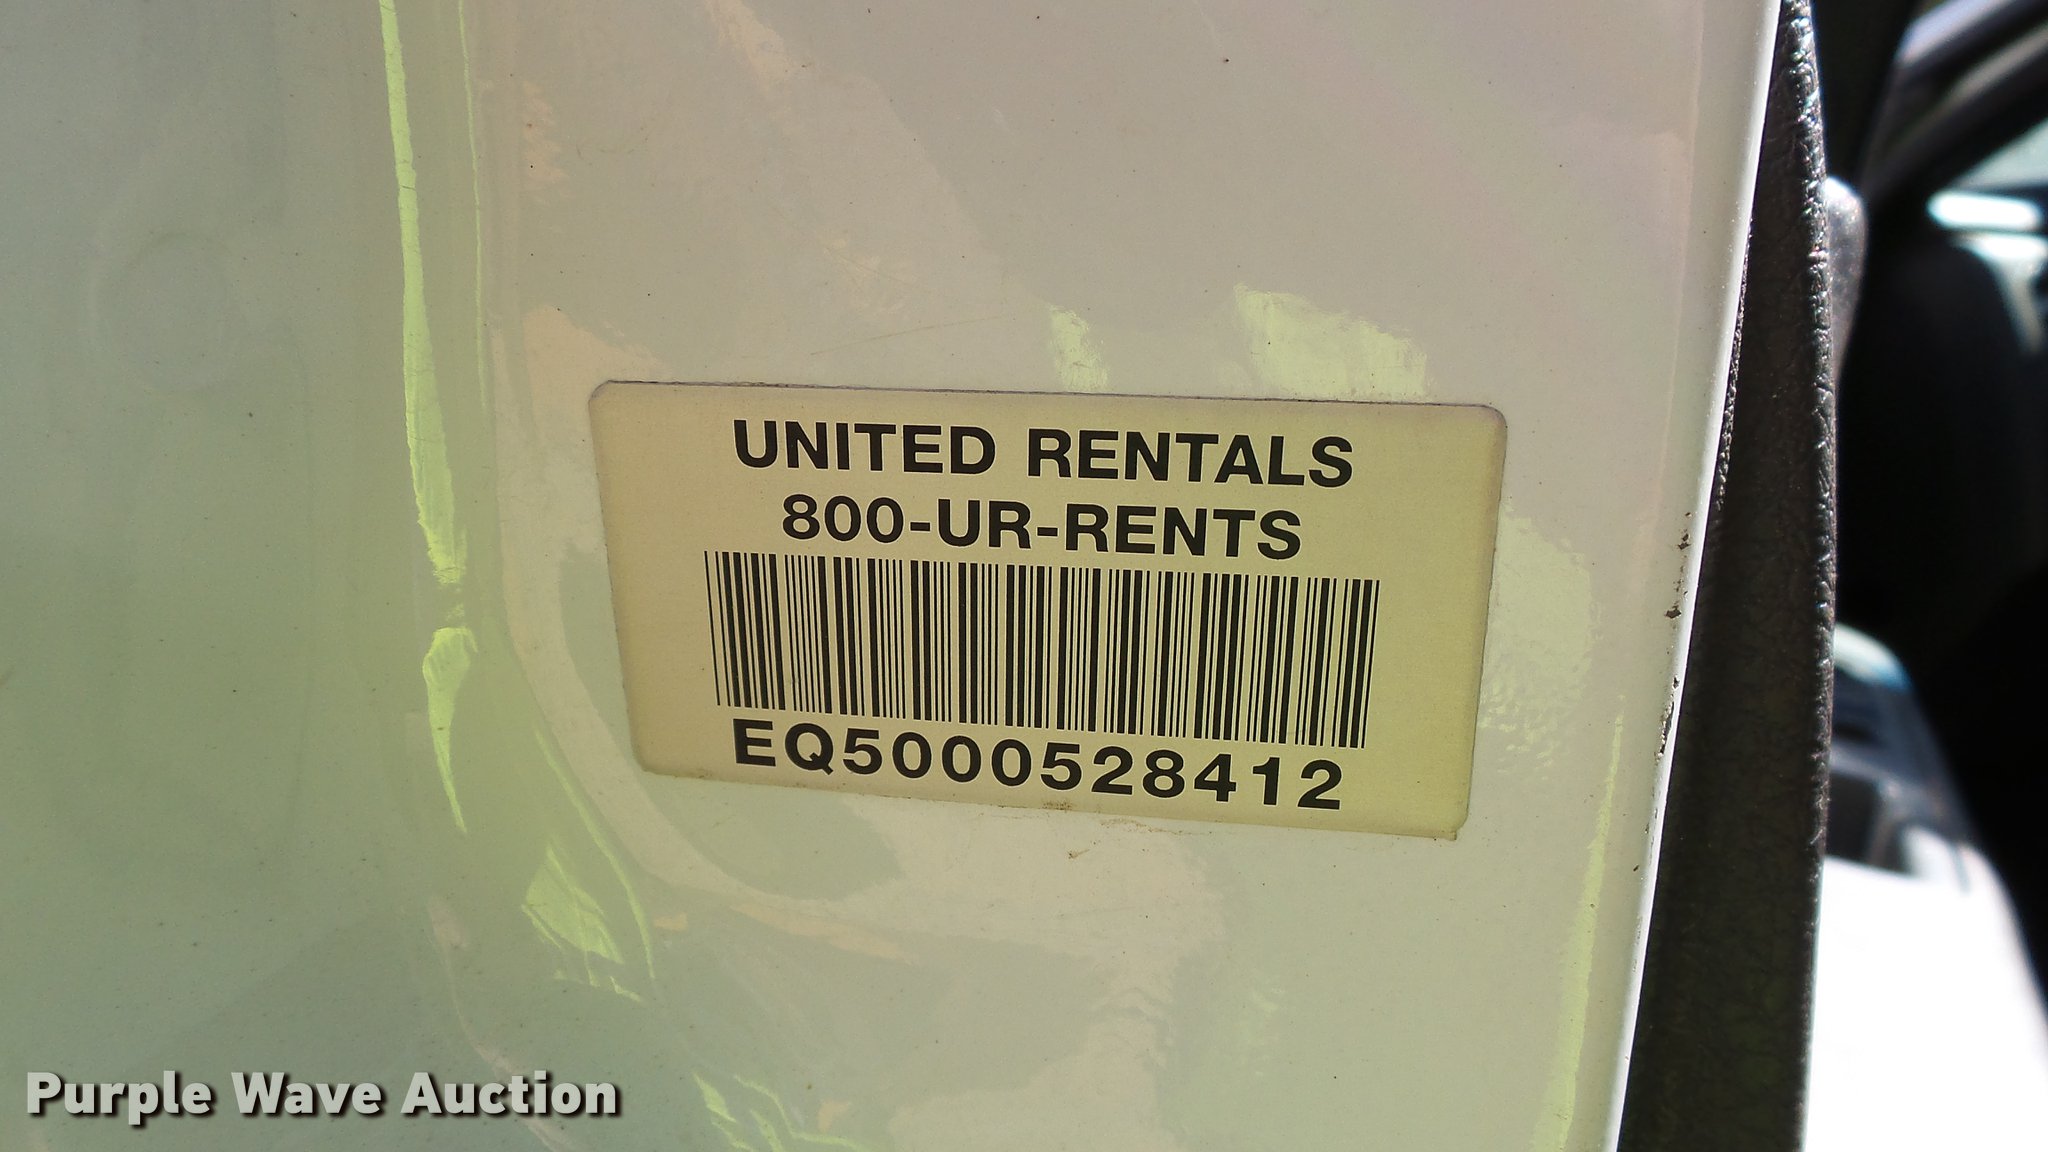 UNITED RENTALS
800-UR-RENTS
EQ5000528412
Purple Wave Auction